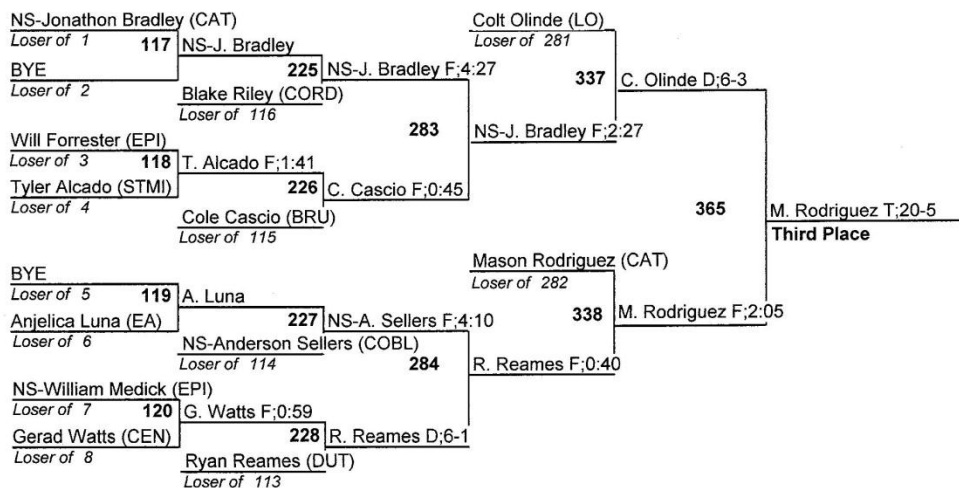 NS-Jonathon Bradley (CAT)
Loser of 1
117
NS-J. Bradley
BYE
Loser of 2
225
NS-J. Bradley F;4:27
Blake Riley (CORD)
Loser of 116
Will Forrester (EPI)
Loser of 3
118
T. Alcado F;1:41
Tyler Alcado (STMI)
Loser of 4
226
C. Cascio F;0:45
Cole Cascio (BRU)
Loser of 115
283
NS-J. Bradley F;2:27
Colt Olinde (LO)
Loser of 281
337
C. Olinde D;6-3
BYE
Loser of 5
119
A. Luna
Anjelica Luna (EA)
Loser of 6
227
NS-A. Sellers F;4:10
NS-Anderson Sellers (COBL)
Loser of 114
NS-William Medick (EPI)
Loser of 7
120
G. Watts F;0:59
Gerad Watts (CEN)
Loser of 8
228
R. Reames D;6-1
Ryan Reames (DUT)
Loser of 113
284
R. Reames F;0:40
Mason Rodriguez (CAT)
Loser of 282
338
M. Rodriguez F;2:05
365
M. Rodriguez T;20-5
Third Place